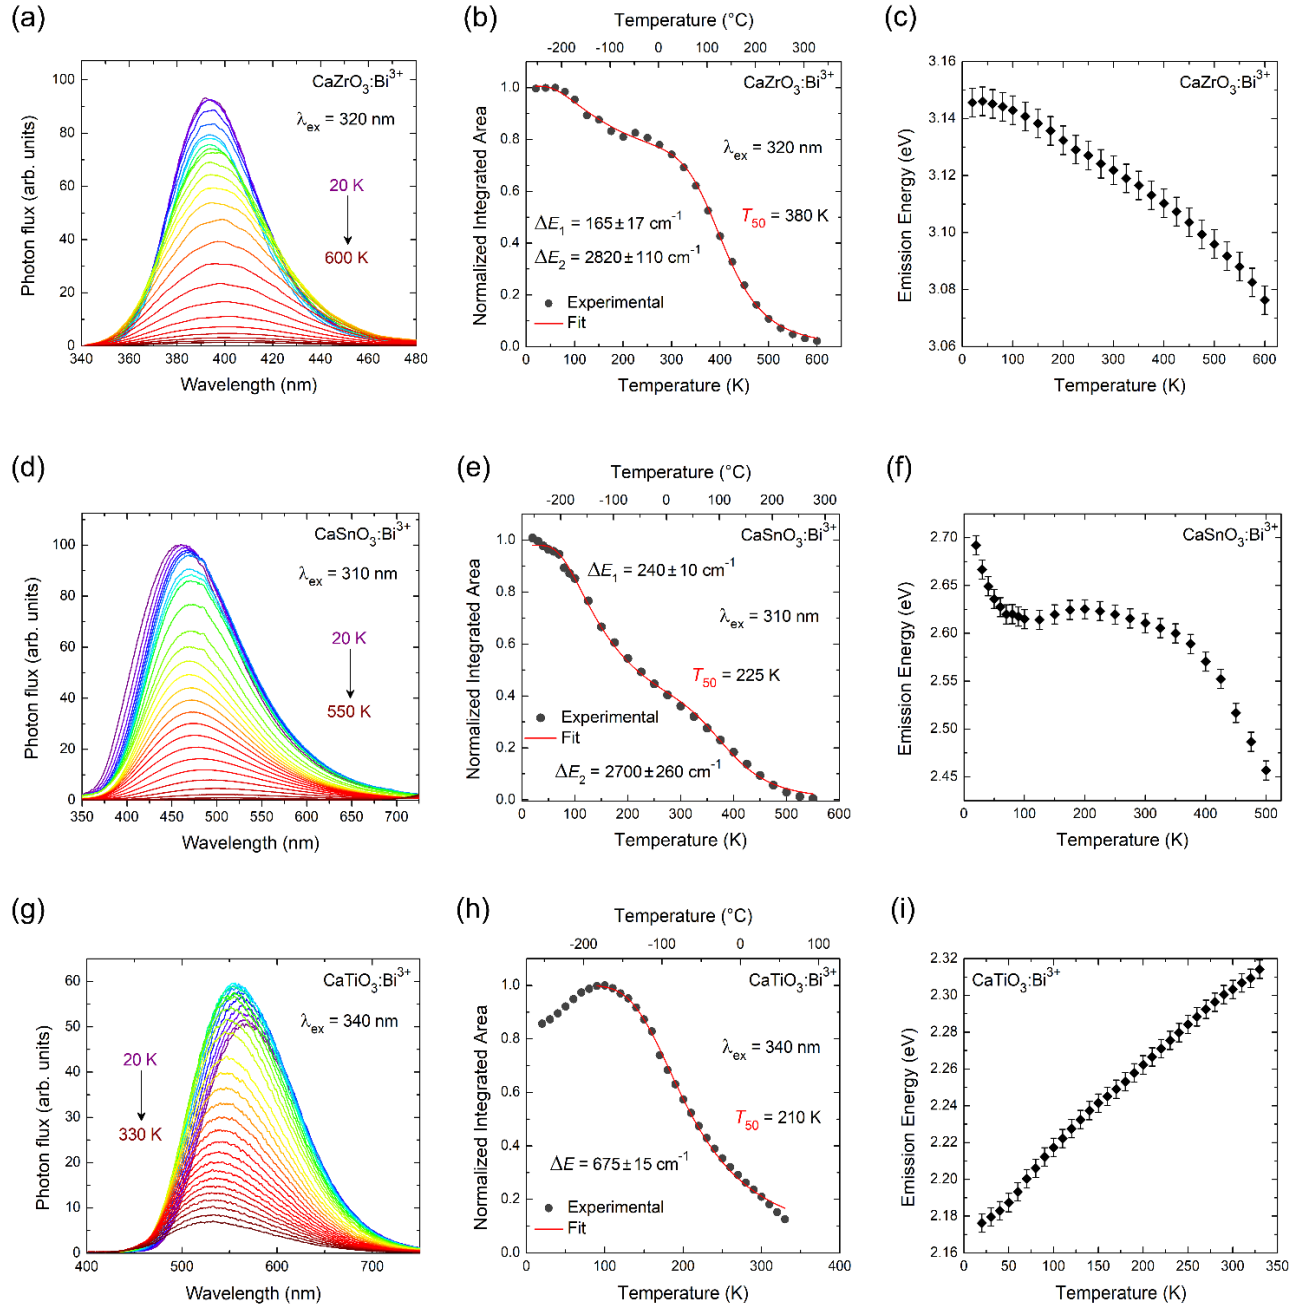 (a)
CaZrO3:Bi3+
λex = 320 nm
20 K
600 K
Photon flux (arb. units)
0
20
40
60
80
100
340 360 380 400 420 440 460 480
Wavelength (nm)
(b)
Temperature (°C)
-200 -100 0 100 200 300
CaZrO3:Bi3+
λex = 320 nm
T50 = 380 K
ΔE1 = 165±17 cm-1
ΔE2 = 2820±110 cm-1
Experimental
Fit
Normalized Integrated Area
0.0
0.2
0.4
0.6
0.8
1.0
0 100 200 300 400 500 600
Temperature (K)
(c)
CaZrO3:Bi3+
Emission Energy (eV)
3.16
3.14
3.12
3.10
3.08
3.06
0 100 200 300 400 500 600
Temperature (K)
(d)
CaSnO3:Bi3+
λex = 310 nm
20 K
550 K
Photon flux (arb. units)
0
20
40
60
80
100
350 400 450 500 550 600 650 700
Wavelength (nm)
(e)
Temperature (°C)
-200 -100 0 100 200 300
CaSnO3:Bi3+
ΔE1 = 240±10 cm-1
λex = 310 nm
T50 = 225 K
Experimental
Fit
ΔE2 = 2700±260 cm-1
Normalized Integrated Area
0.0
0.2
0.4
0.6
0.8
1.0
0 100 200 300 400 500 600
Temperature (K)
(f)
CaSnO3:Bi3+
Emission Energy (eV)
2.70
2.65
2.60
2.55
2.50
2.45
0 100 200 300 400 500
Temperature (K)
(g)
CaTiO3:Bi3+
λex = 340 nm
20 K
330 K
Photon flux (arb. units)
0
10
20
30
40
50
60
400 500 600 700
Wavelength (nm)
(h)
Temperature (°C)
-200 -100 0 100
CaTiO3:Bi3+
λex = 340 nm
T50 = 210 K
ΔE = 675±15 cm-1
Experimental
Fit
Normalized Integrated Area
0.0
0.2
0.4
0.6
0.8
1.0
0 100 200 300 400
Temperature (K)
(i)
CaTiO3:Bi3+
Emission Energy (eV)
2.32
2.30
2.28
2.26
2.24
2.22
2.20
2.18
2.16
0 50 100 150 200 250 300 350
Temperature (K)